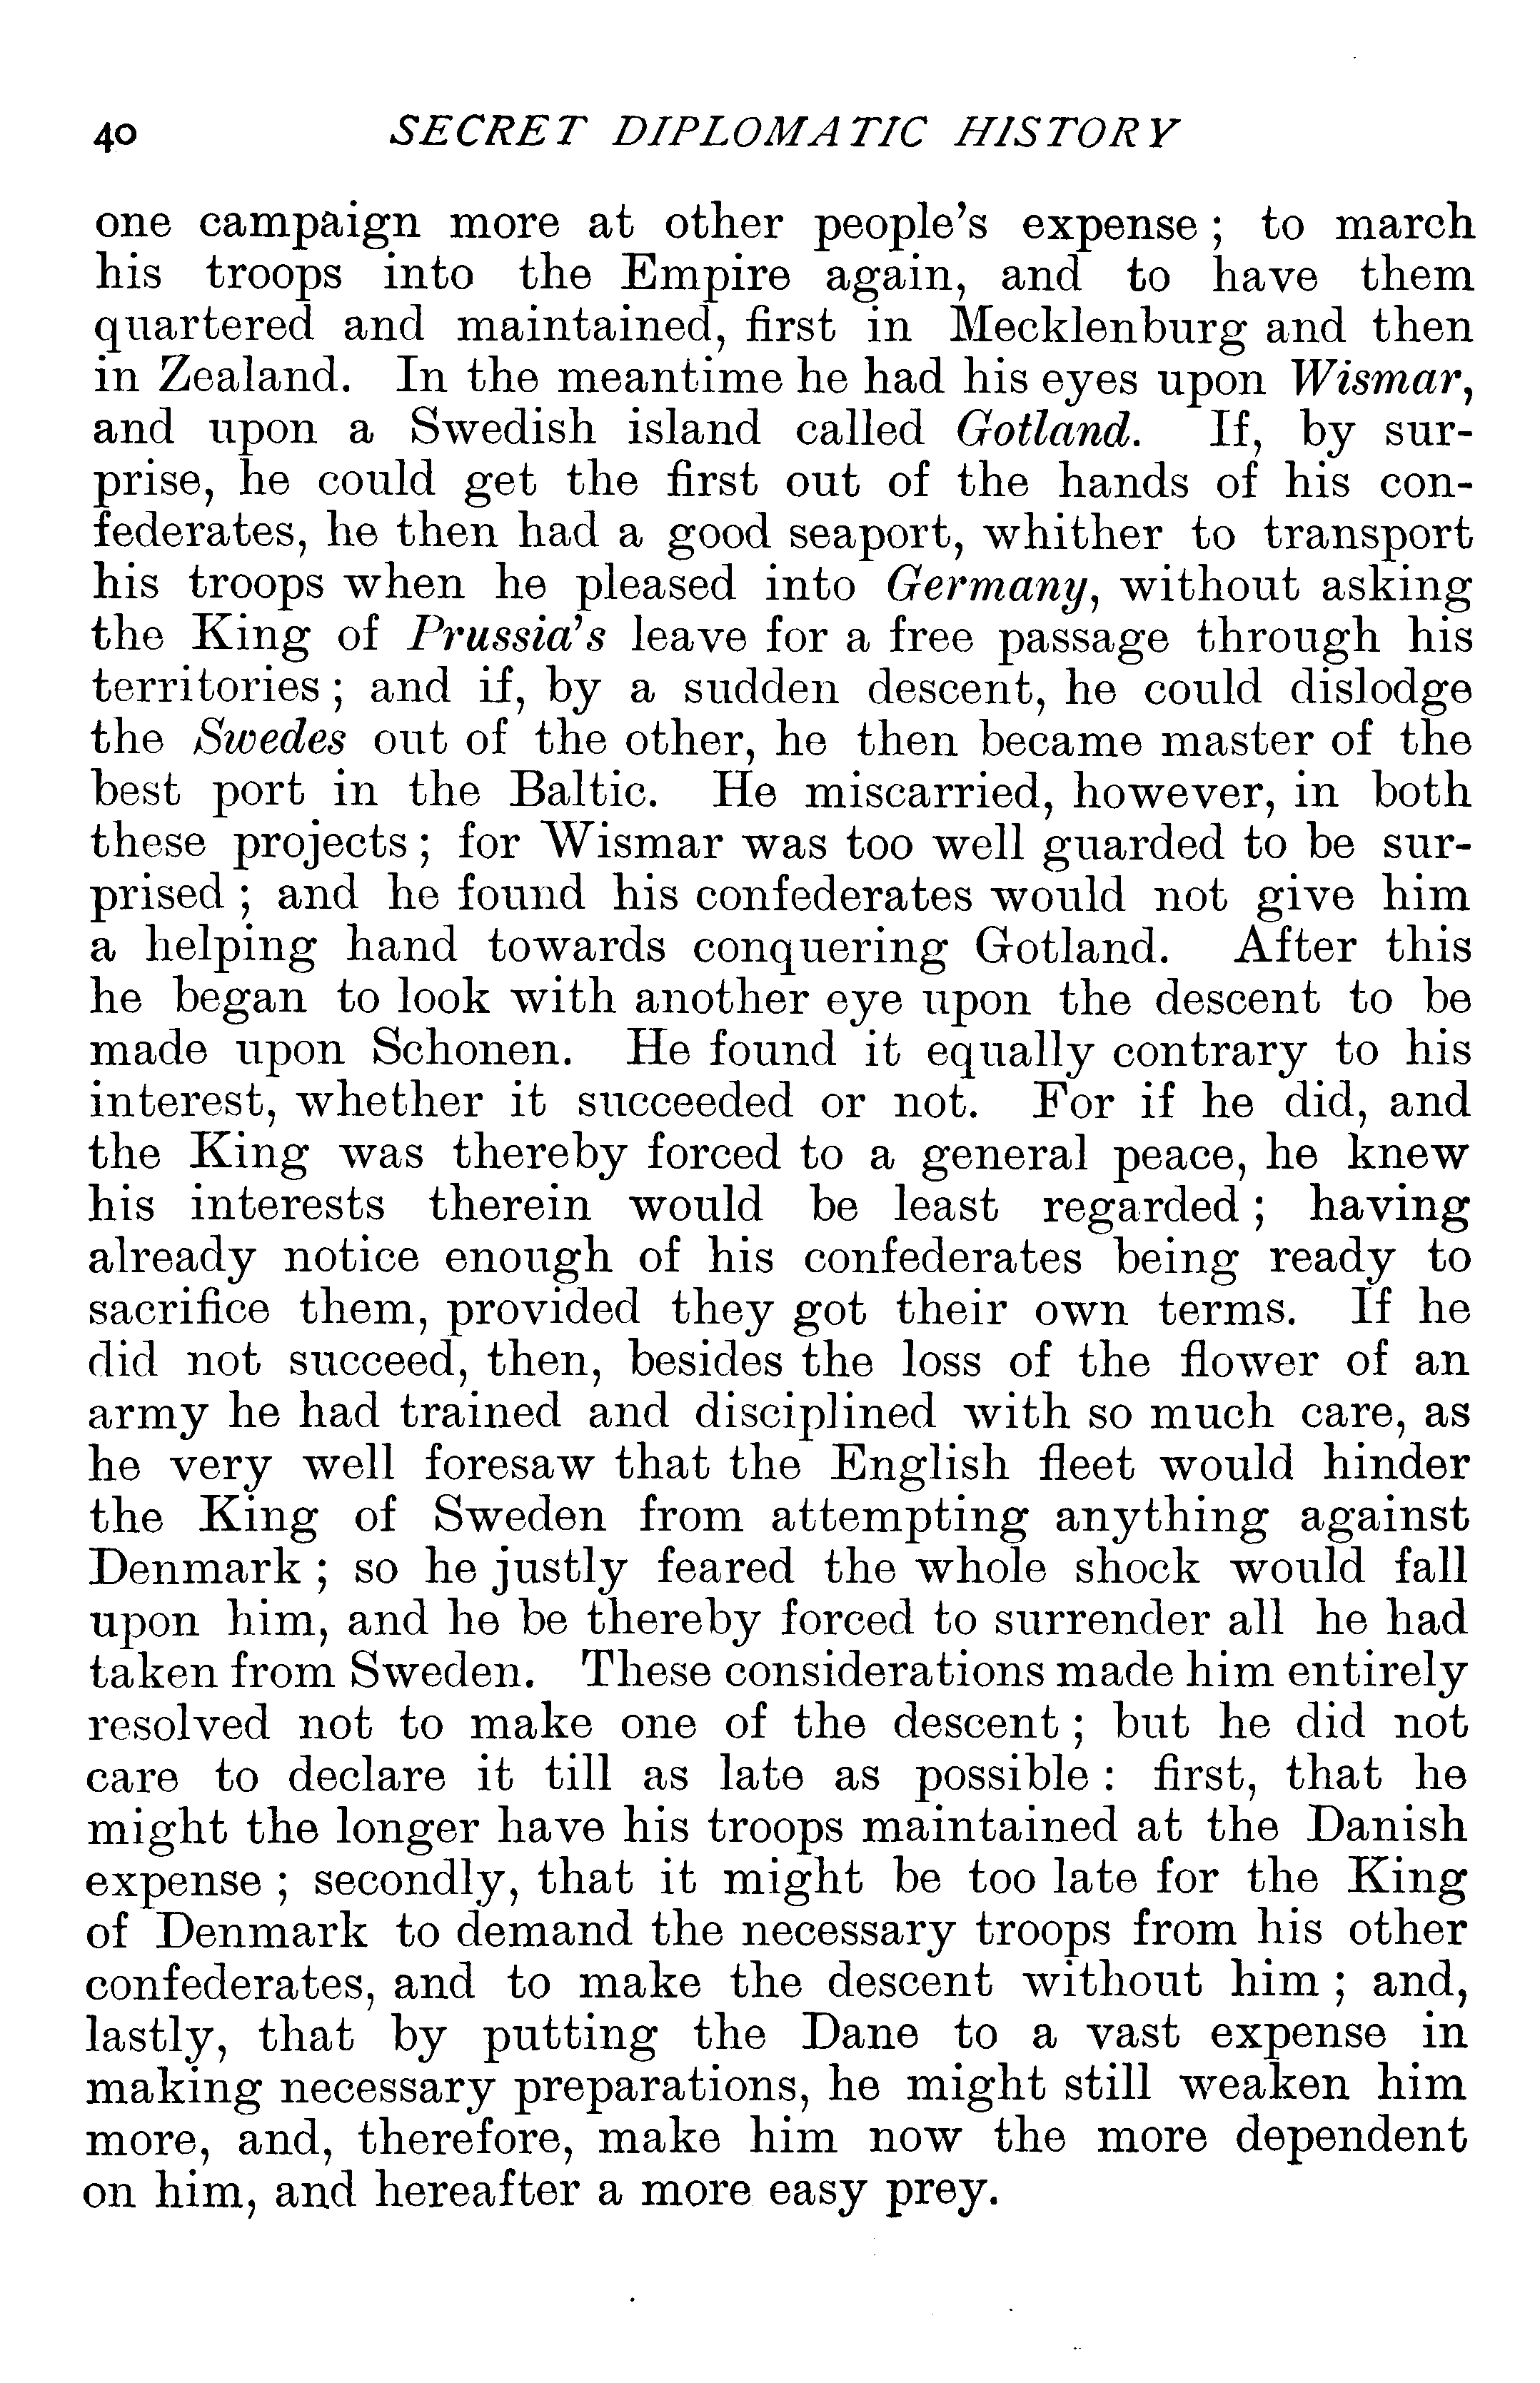 40 SECRET DIPLOMATIC HISTORY
one campaign more at other people's expense; to march
his troops into the Empire again, and to have them
quartered and maintained, first in Mecklenburg and then
in Zealand. In the meantime he had his eyes upon Wismar,
and upon a Swedish island called Gotland. If, by sur-
prise, he could get the first out of the hands of his con-
federates, he then had a good seaport, whither to transport
his troops when he pleased into Germany, without asking
the King of Prussia's leave for a free passage through his
territories; and if, by a sudden descent, he could dislodge
the Swedes out of the other, he then became master of the
best port in the Baltic. He miscarried, however, in both
these projects; for Wismar was too well guarded to be sur-
prised; and he found his confederates would not give him
a helping hand towards conquering Gotland. After this
he began to look with another eye upon the descent to be
made upon Schonen. He found it equally contrary to his
interest, whether it succeeded or not. For if he did, and
the King was thereby forced to a general peace, he knew
his interests therein would be least regarded; having
already notice enough of his confederates being ready to
sacrifice them, provided they got their own terms. If he
did not succeed, then, besides the loss of the flower of an
army he had trained and disciplined with so much care, as
he very well foresaw that the English fleet would hinder
the King of Sweden from attempting anything against
Denmark; so he justly feared the whole shock would fall
upon him, and he be thereby forced to surrender all he had
taken from Sweden. These considerations made him entirely
resolved not to make one of the descent; but he did not
care to declare it till as late as possible: first, that he
might the longer have his troops maintained at the Danish
expense; secondly, that it might be too late for the King
of Denmark to demand the necessary troops from his other
confederates, and to make the descent without him; and,
lastly, that by putting the Dane to a vast expense in
making necessary preparations, he might still weaken him
more, and, therefore, make him now the more dependent
on him, and hereafter a more easy prey.